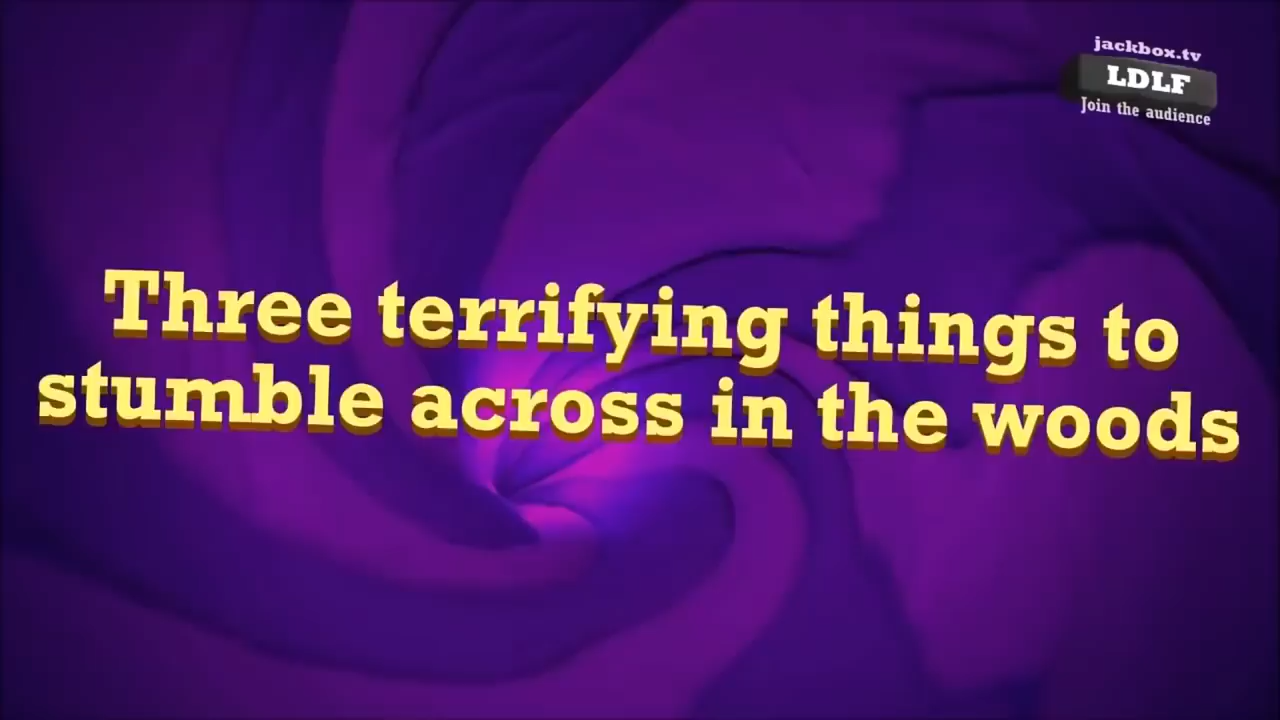 jackbox.tv
LDLF
Join the audience
Three terrifying things to
stumble across in the woods